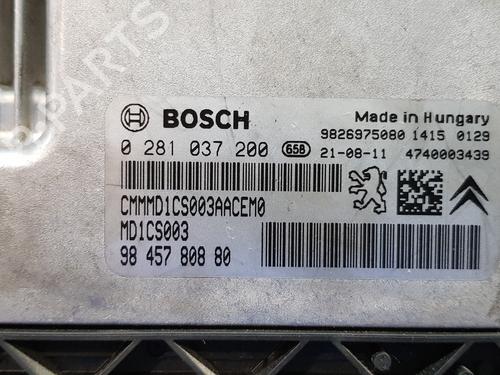 BOSCH
Made in Hungary
9826975080 1415 0129
0 281 037 200 658 21-08-11 4740003439
CMMMD1CS003AACEM0
MD1CS003
98 457 808 80